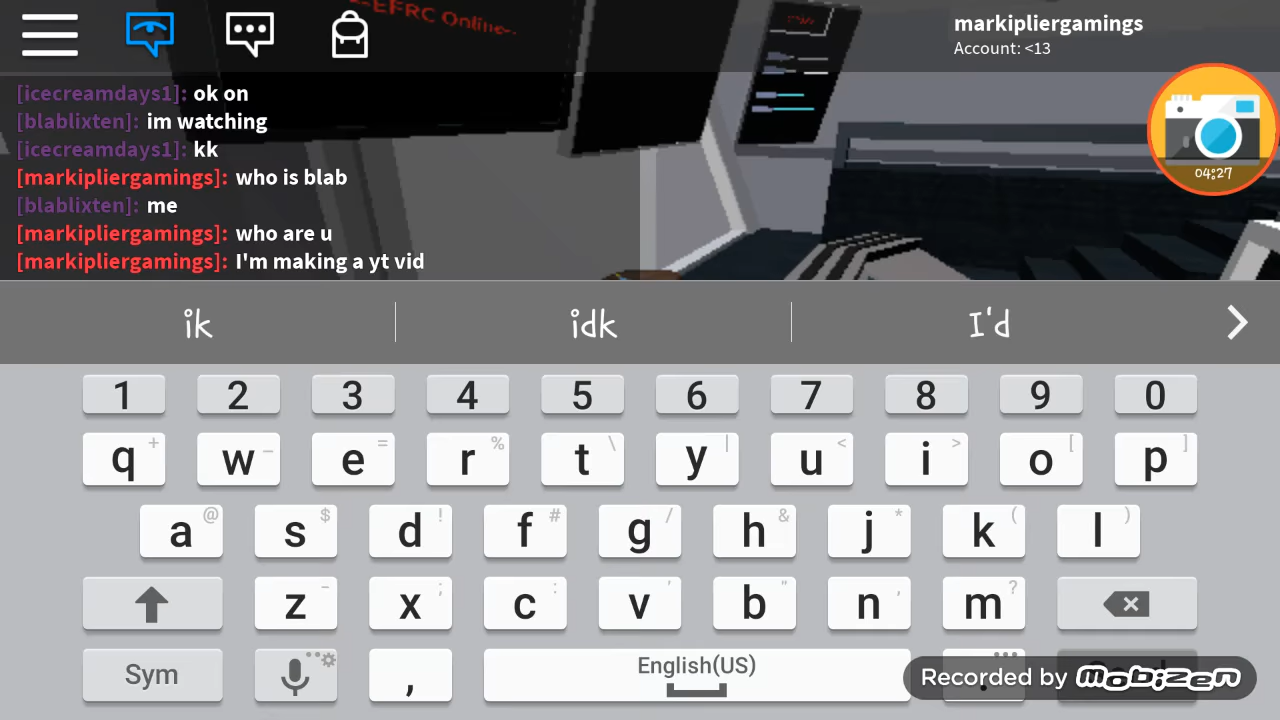 -EFRC Online-
markipliergamings
Account: <13
[icecreamdays1]: ok on
[blablixten]: im watching
[icecreamdays1]: kk
[markipliergamings]: who is blab
[blablixten]: me
[markipliergamings]: who are u
[markipliergamings]: I'm making a yt vid
04:27
ik idk I'd
1 2 3 4 5 6 7 8 9 0
q + w - e = r % t \ y | u < i > o [ p ]
a @ s $ d ! f # g / h & j * k ( l )
z - x ; c : v ' b " n , m ?
Sym , English(US)
Recorded by mobizen